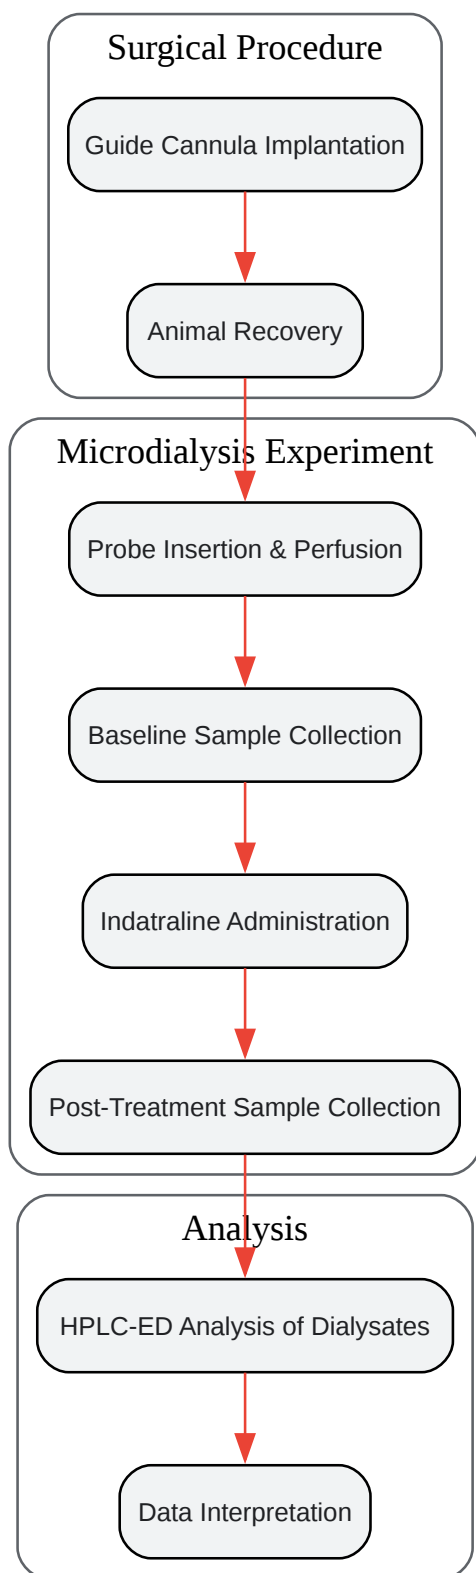 Surgical Procedure
Guide Cannula Implantation
Animal Recovery
Microdialysis Experiment
Probe Insertion & Perfusion
Baseline Sample Collection
Indatraline Administration
Post-Treatment Sample Collection
Analysis
HPLC-ED Analysis of Dialysates
Data Interpretation